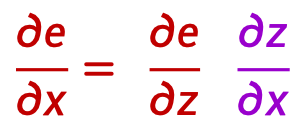 ∂e/∂x = ∂e/∂z ∂z/∂x